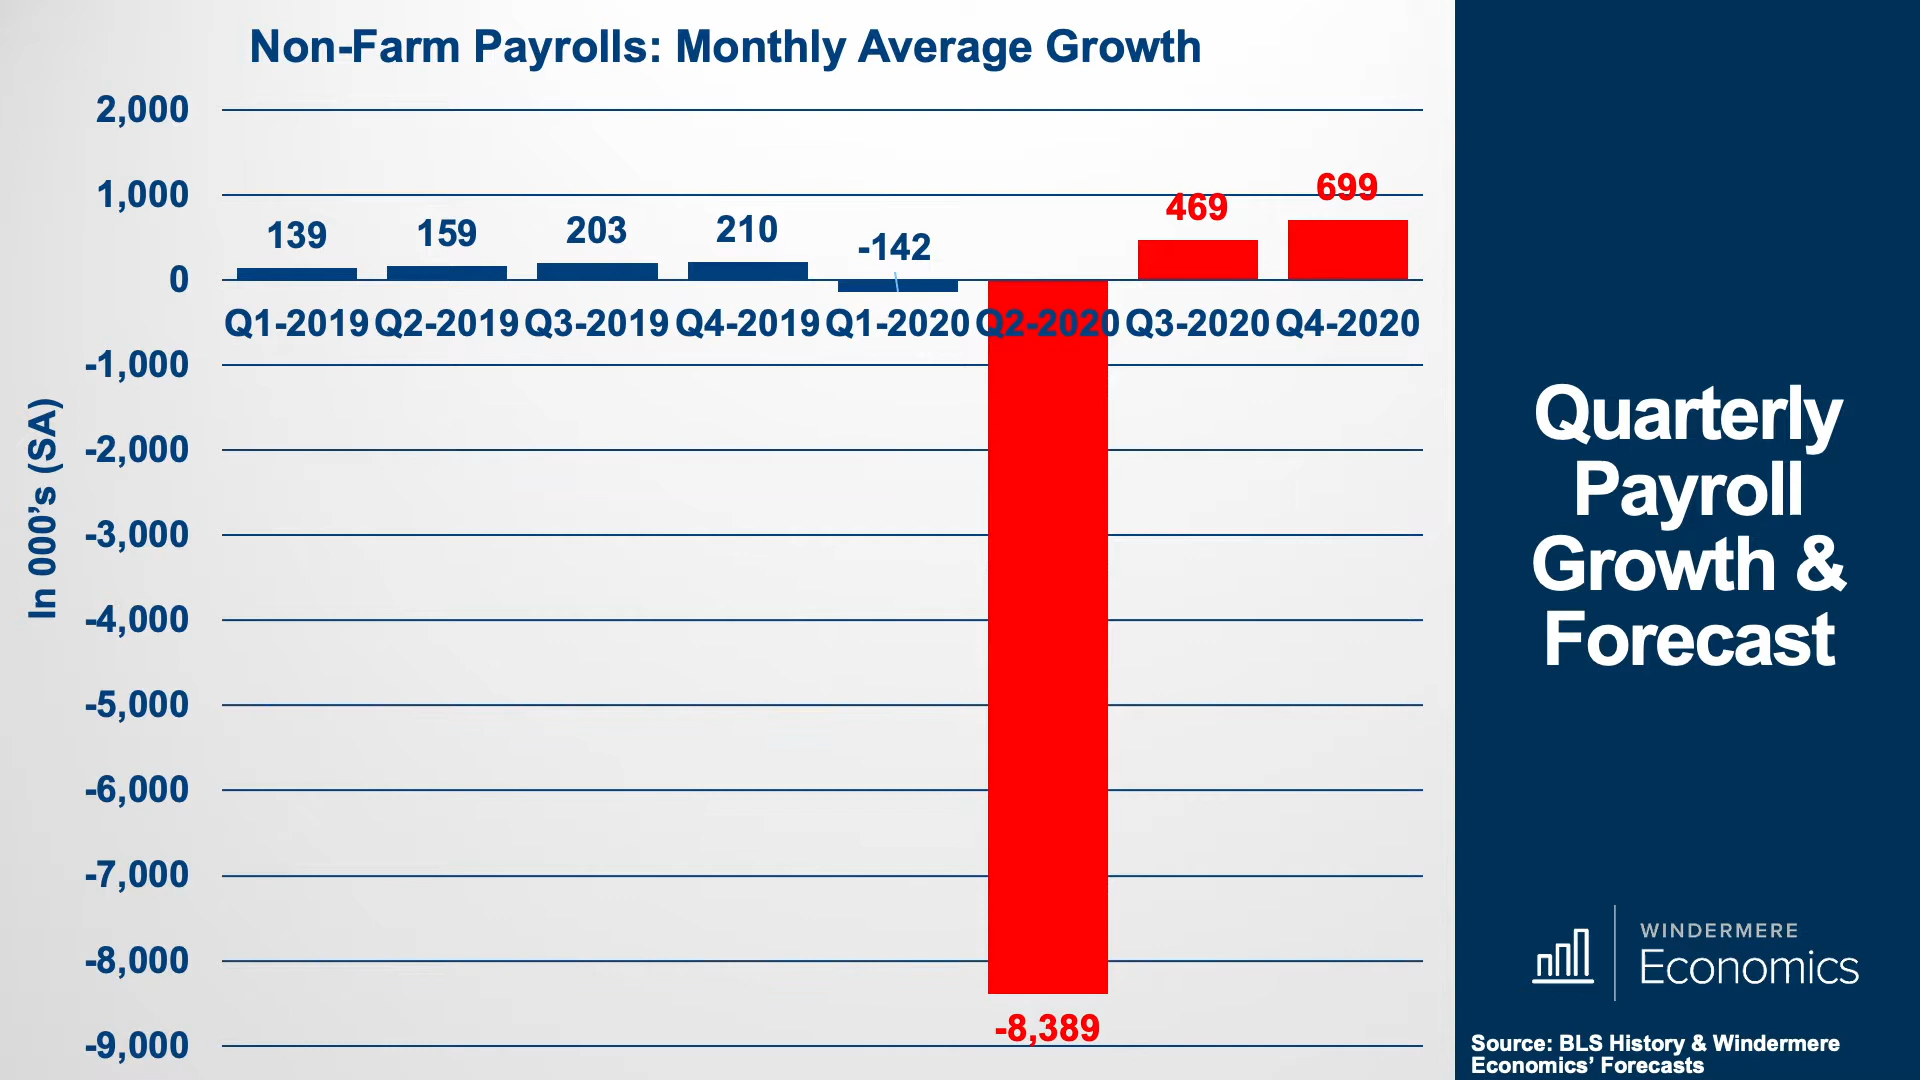 Non-Farm Payrolls: Monthly Average Growth
2,000
1,000
0
-1,000
-2,000
-3,000
-4,000
-5,000
-6,000
-7,000
-8,000
-9,000
In 000's (SA)
139
159
203
210
-142
-8,389
469
699
Q1-2019 Q2-2019 Q3-2019 Q4-2019 Q1-2020 Q2-2020 Q3-2020 Q4-2020
Quarterly
Payroll
Growth &
Forecast
WINDERMERE
Economics
Source: BLS History & Windermere
Economics’ Forecasts